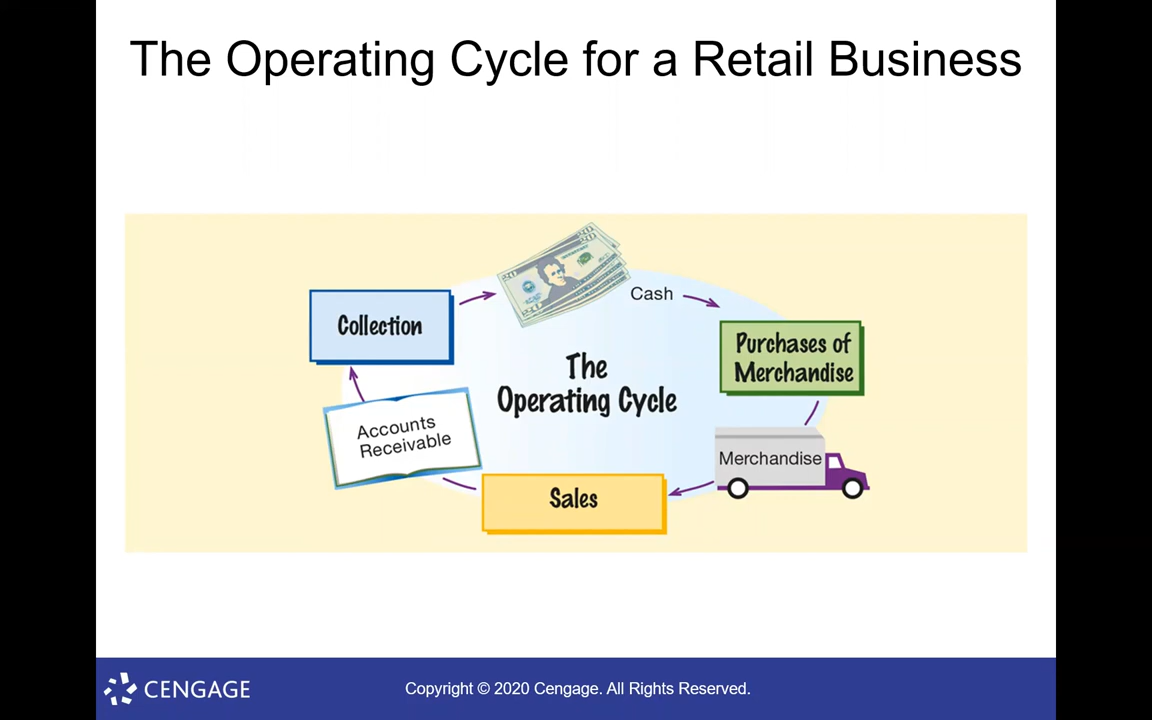 The Operating Cycle for a Retail Business
Cash
Collection
Purchases of
Merchandise
The
Operating Cycle
Accounts
Receivable
Merchandise
Sales
CENGAGE
Copyright © 2020 Cengage. All Rights Reserved.